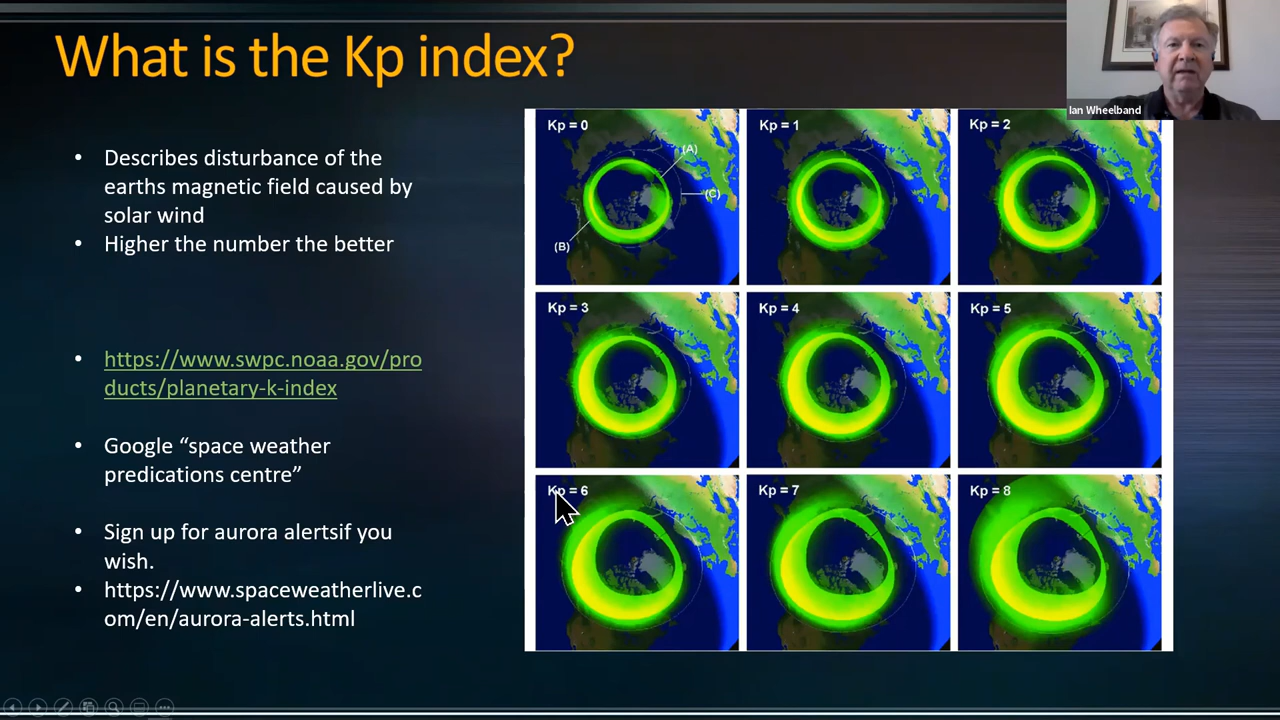 What is the Kp index?
Ian Wheelband
• Describes disturbance of the
earths magnetic field caused by
solar wind
• Higher the number the better
• https://www.swpc.noaa.gov/pro
ducts/planetary-k-index
• Google “space weather
predications centre”
• Sign up for aurora alertsif you
wish.
• https://www.spaceweatherlive.c
om/en/aurora-alerts.html
Kp = 0
(A)
(C)
(B)
Kp = 1
Kp = 2
Kp = 3
Kp = 4
Kp = 5
Kp = 6
Kp = 7
Kp = 8